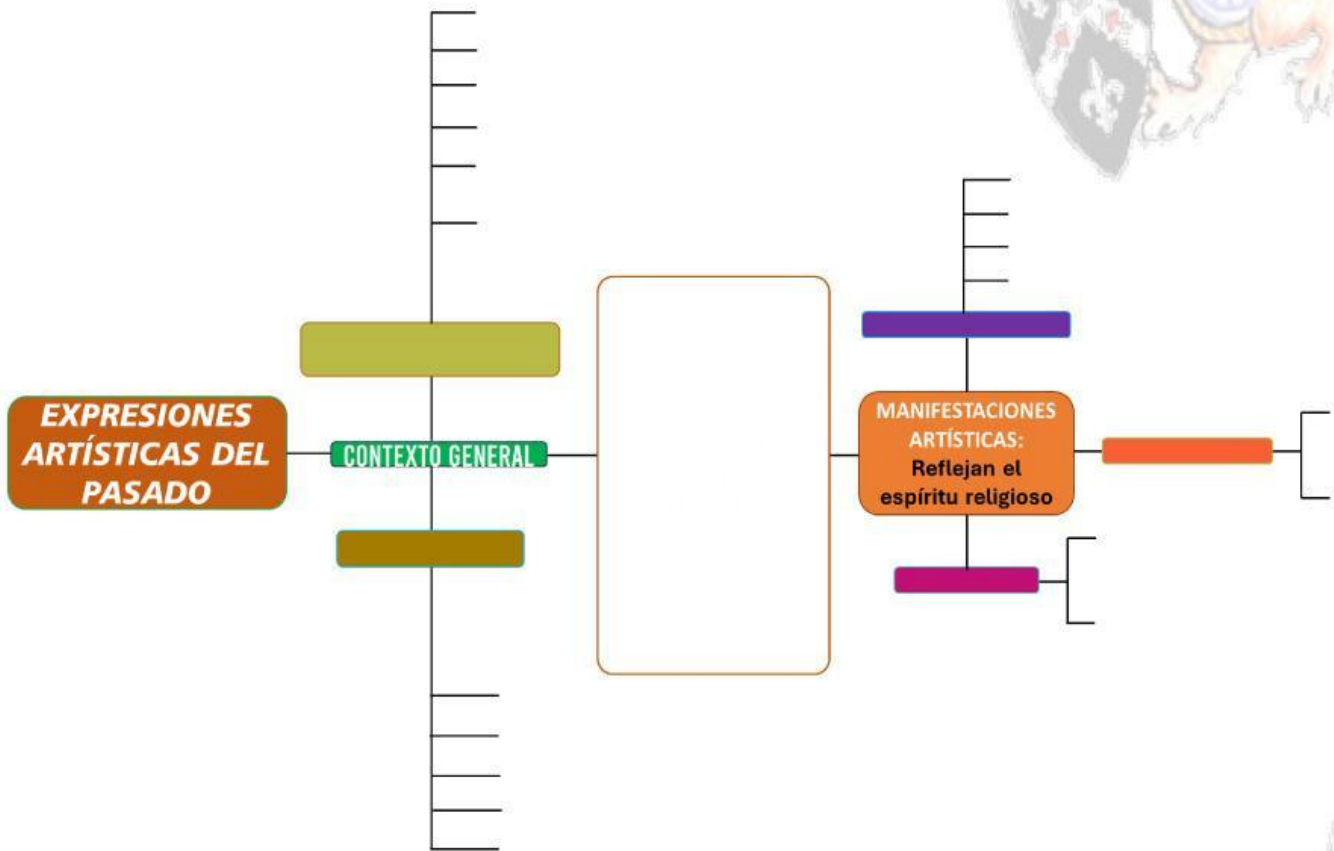 EXPRESIONES
ARTÍSTICAS DEL
PASADO
CONTEXTO GENERAL
MANIFESTACIONES
ARTÍSTICAS:
Reflejan el
espíritu religioso